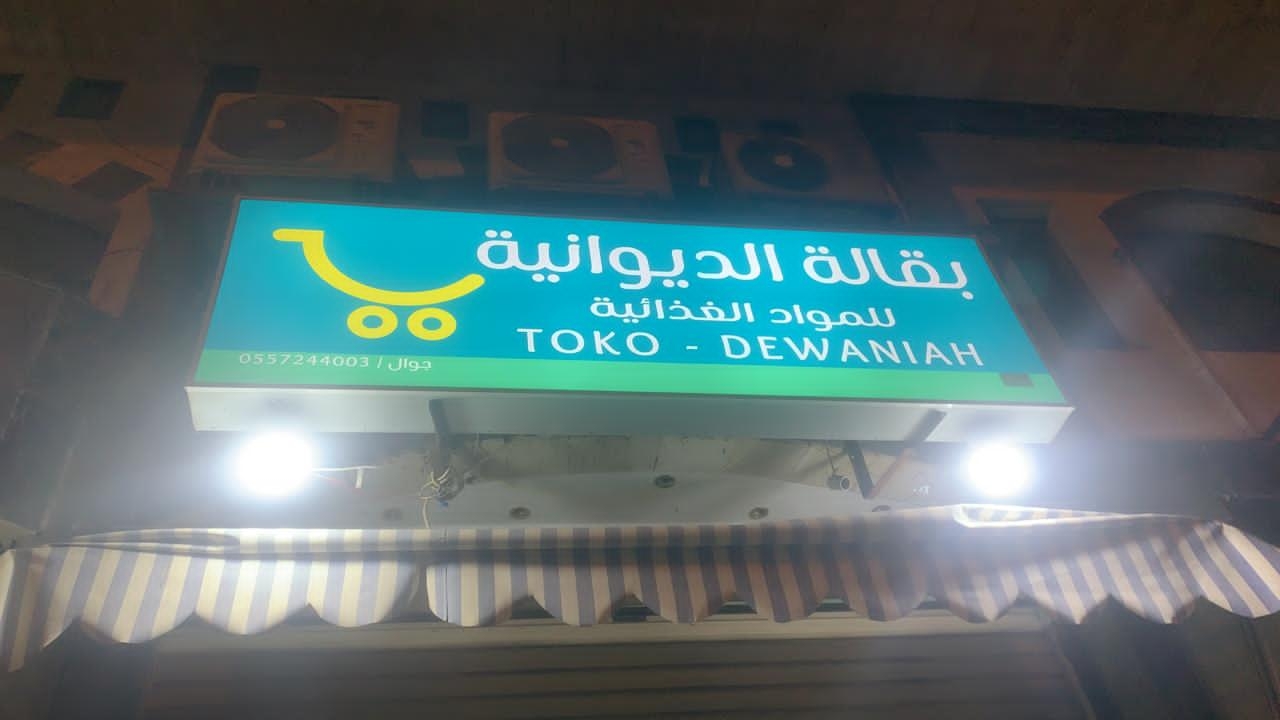 بقالة الديوانية
للمواد الغذائية
TOKO - DEWANIAH
جوال / 0557244003